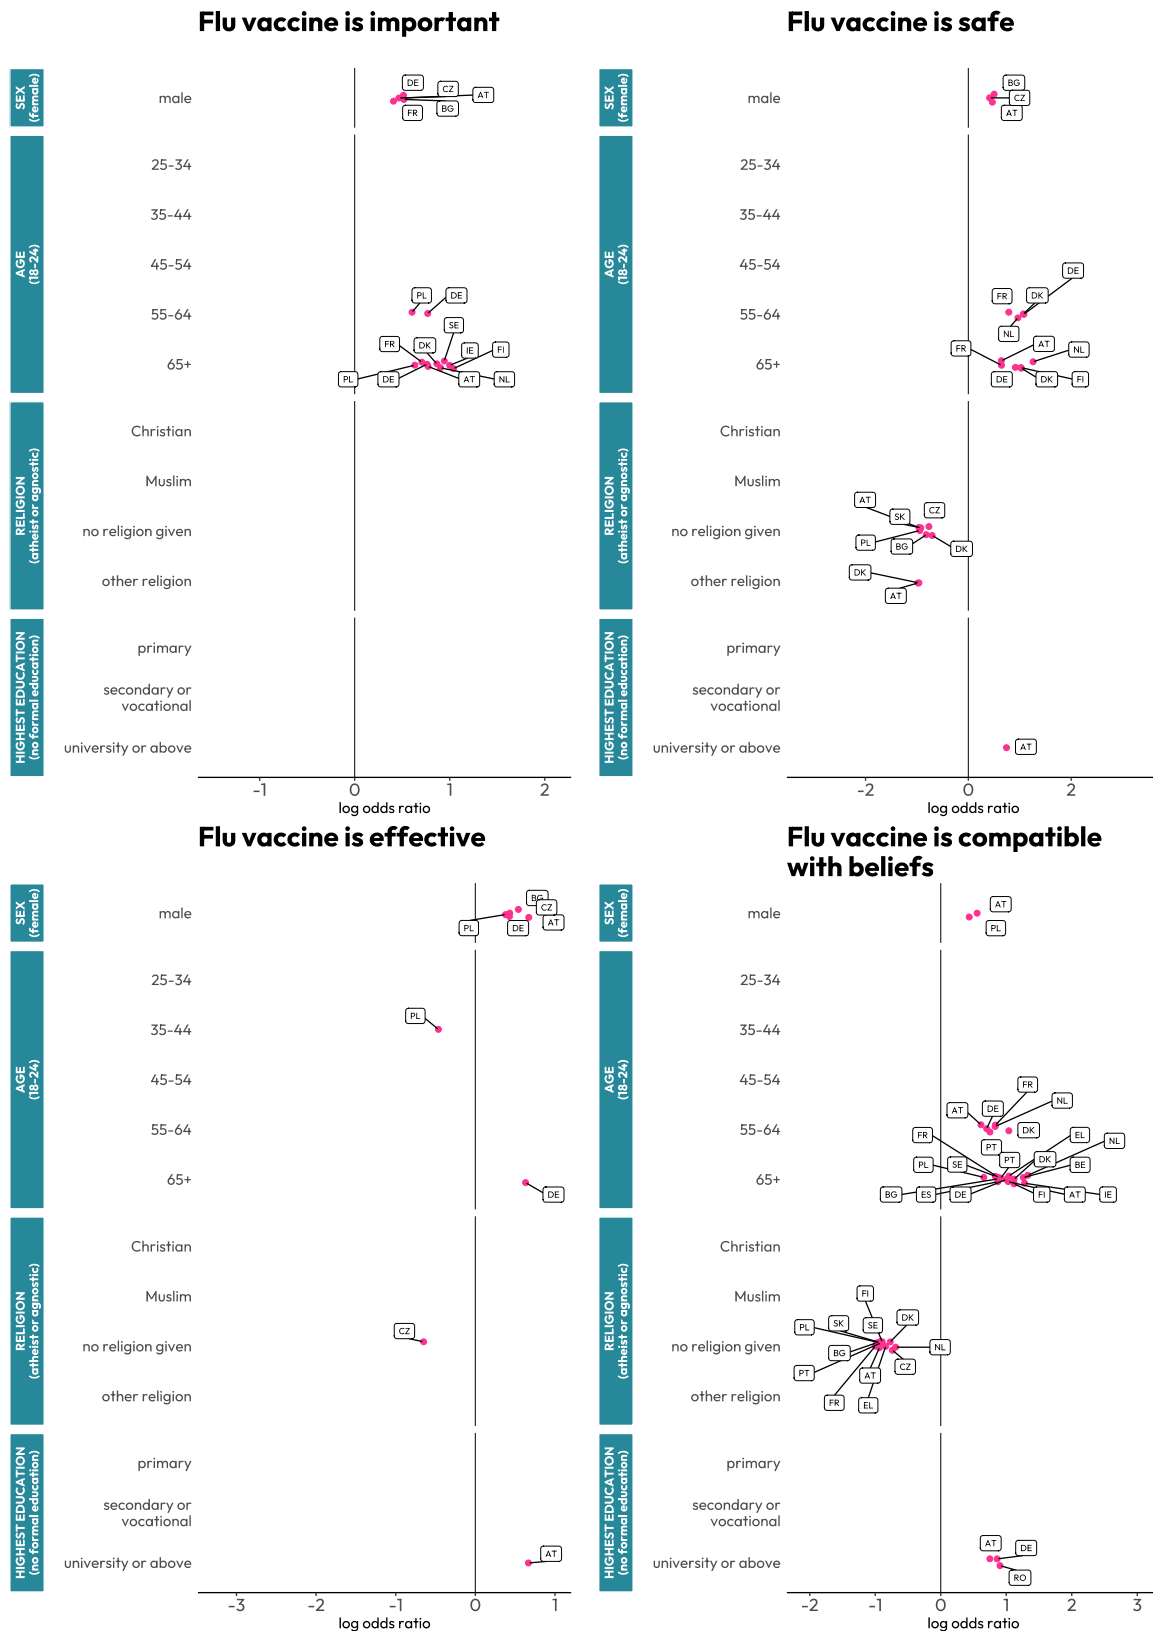 Flu vaccine is important
SEX
(female)
male
DE
CZ
AT
FR
BG
AGE
(18-24)
25-34
35-44
45-54
55-64
65+
PL
DE
SE
FR
DK
IE
FI
PL
DE
AT
NL
RELIGION
(atheist or agnostic)
Christian
Muslim
no religion given
other religion
HIGHEST EDUCATION
(no formal education)
primary
secondary or
vocational
university or above
-1
0
1
2
log odds ratio
Flu vaccine is safe
SEX
(female)
male
BG
CZ
AT
AGE
(18-24)
25-34
35-44
45-54
55-64
65+
DE
FR
DK
NL
FR
AT
NL
DE
DK
FI
RELIGION
(atheist or agnostic)
Christian
Muslim
no religion given
other religion
AT
SK
CZ
PL
BG
DK
DK
AT
HIGHEST EDUCATION
(no formal education)
primary
secondary or
vocational
university or above
AT
-2
0
2
log odds ratio
Flu vaccine is effective
SEX
(female)
male
BG
CZ
AT
PL
DE
AGE
(18-24)
25-34
35-44
45-54
55-64
65+
PL
DE
RELIGION
(atheist or agnostic)
Christian
Muslim
no religion given
other religion
CZ
HIGHEST EDUCATION
(no formal education)
primary
secondary or
vocational
university or above
AT
-3
-2
-1
0
1
log odds ratio
Flu vaccine is compatible
with beliefs
SEX
(female)
male
AT
PL
AGE
(18-24)
25-34
35-44
45-54
55-64
65+
FR
NL
AT
DE
DK
PT
FR
EL
NL
PT
DK
PL
SE
BE
BG
ES
DE
FI
AT
IE
RELIGION
(atheist or agnostic)
Christian
Muslim
no religion given
other religion
FI
PL
SK
SE
DK
NL
BG
CZ
PT
AT
FR
EL
HIGHEST EDUCATION
(no formal education)
primary
secondary or
vocational
university or above
AT
DE
RO
-2
-1
0
1
2
3
log odds ratio